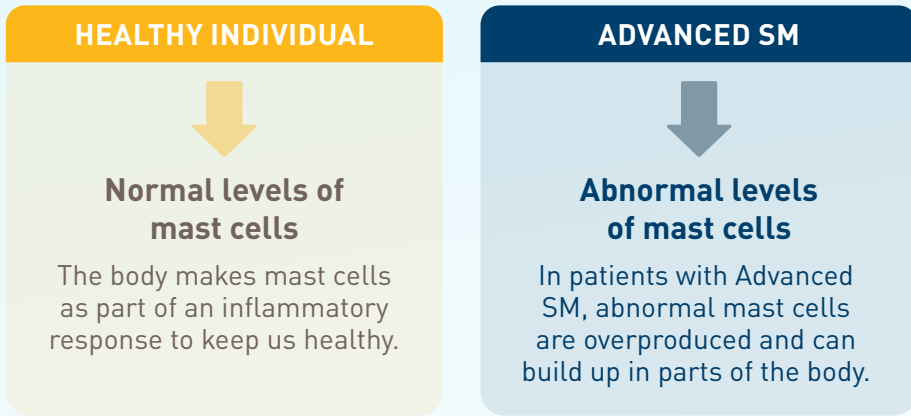 HEALTHY INDIVIDUAL
Normal levels of
mast cells
The body makes mast cells
as part of an inflammatory
response to keep us healthy.
ADVANCED SM
Abnormal levels
of mast cells
In patients with Advanced
SM, abnormal mast cells
are overproduced and can
build up in parts of the body.